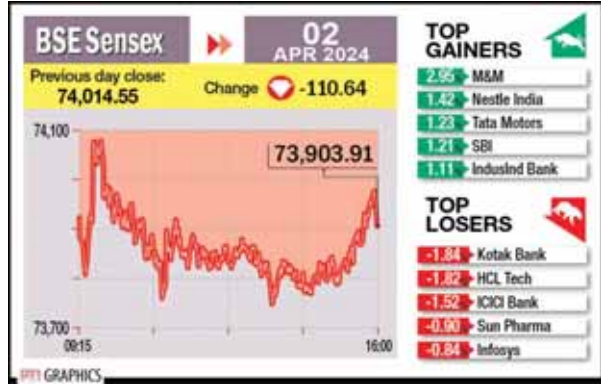 BSE Sensex
02
APR 2024
Previous day close:
74,014.55
Change -110.64
74,100
73,903.91
73,700
09:15
16:00
TOP
GAINERS
2.95 M&M
1.42 Nestle India
1.23 Tata Motors
1.21 SBI
1.11 IndusInd Bank
TOP
LOSERS
-1.84 Kotak Bank
-1.82 HCL Tech
-1.52 ICICI Bank
-0.90 Sun Pharma
-0.84 Infosys
PTI GRAPHICS